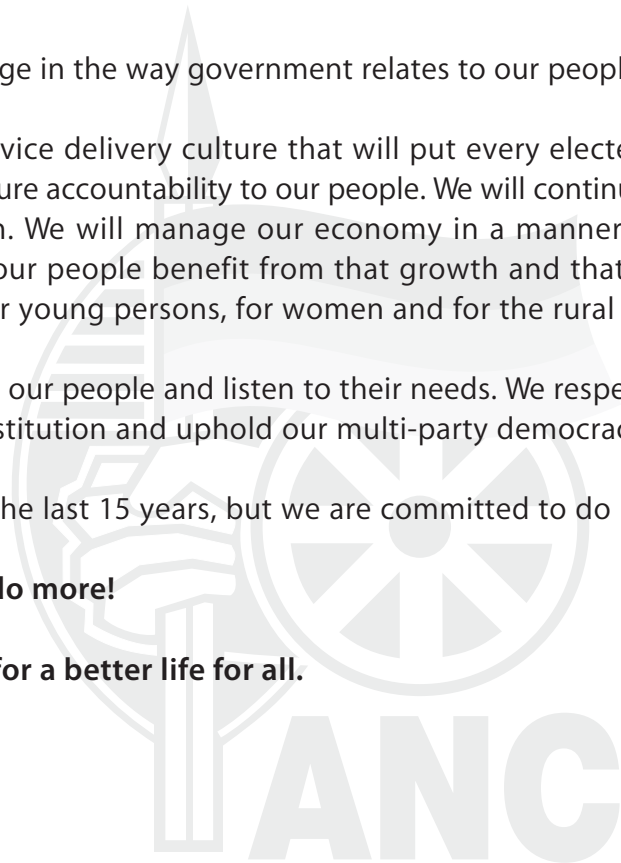 ge in the way government relates to our peopl
vice delivery culture that will put every electe
ure accountability to our people. We will continu
n. We will manage our economy in a manner
our people benefit from that growth and that
r young persons, for women and for the rural
our people and listen to their needs. We respe
stitution and uphold our multi-party democrac
he last 15 years, but we are committed to do
do more!
for a better life for all.
ANC